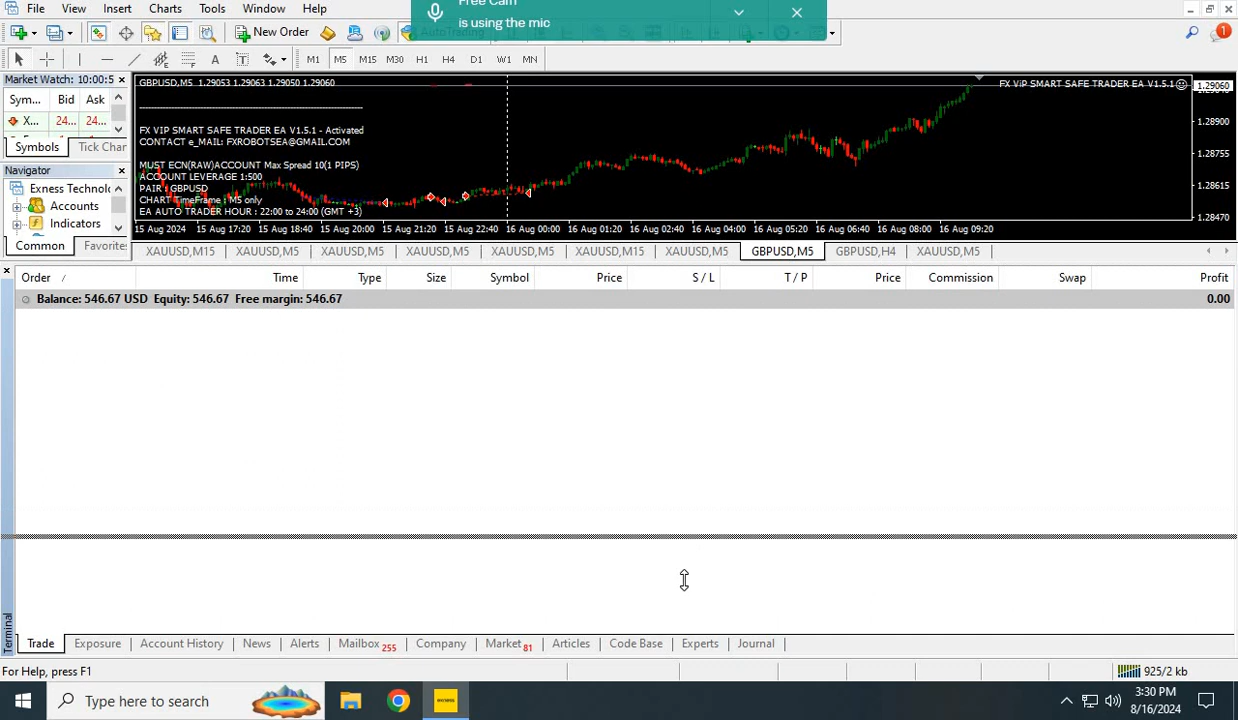 Free Cam
is using the mic
File View Insert Charts Tools Window Help
New Order
AutoTrading
1
M1 M5 M15 M30 H1 H4 D1 W1 MN
Market Watch: 10:00:5
Sym... Bid Ask
X... 24... 24...
Symbols Tick Char
Navigator
Exness Technolo
Accounts
Indicators
Common Favorites
GBPUSD,M5 1.29053 1.29063 1.29050 1.29060
FX VIP SMART SAFE TRADER EA V1.5.1
FX VIP SMART SAFE TRADER EA V1.5.1 - Activated
CONTACT e_MAIL: FXROBOTSEA@GMAIL.COM
MUST ECN(RAW)ACCOUNT Max Spread 10(1 PIPS)
ACCOUNT LEVERAGE 1:500
PAIR : GBPUSD
CHART TimeFrame : M5 only
EA AUTO TRADER HOUR : 22:00 to 24:00 (GMT +3)
1.29060
1.28900
1.28755
1.28615
1.28470
15 Aug 2024 15 Aug 17:20 15 Aug 18:40 15 Aug 20:00 15 Aug 21:20 15 Aug 22:40 16 Aug 00:00 16 Aug 01:20 16 Aug 02:40 16 Aug 04:00 16 Aug 05:20 16 Aug 06:40 16 Aug 08:00 16 Aug 09:20
XAUUSD,M15 XAUUSD,M5 XAUUSD,M5 XAUUSD,M5 XAUUSD,M5 XAUUSD,M15 XAUUSD,M5 GBPUSD,M5 GBPUSD,H4 XAUUSD,M5
Order / Time Type Size Symbol Price S / L T / P Price Commission Swap Profit
Balance: 546.67 USD Equity: 546.67 Free margin: 546.67 0.00
Terminal
Trade Exposure Account History News Alerts Mailbox 255 Company Market 81 Articles Code Base Experts Journal
For Help, press F1 925/2 kb
Type here to search
3:30 PM
8/16/2024